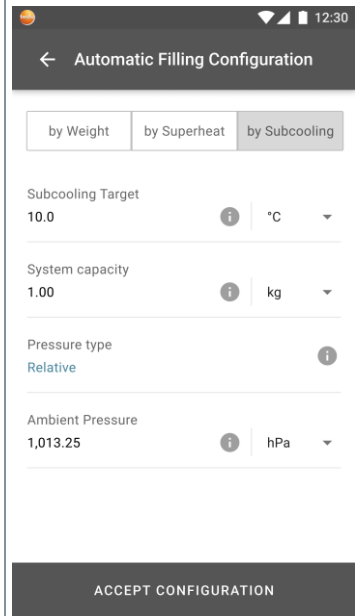 12:30
Automatic Filling Configuration
by Weight by Superheat by Subcooling
Subcooling Target
10.0 °C
System capacity
1.00 kg
Pressure type
Relative
Ambient Pressure
1,013.25 hPa
ACCEPT CONFIGURATION